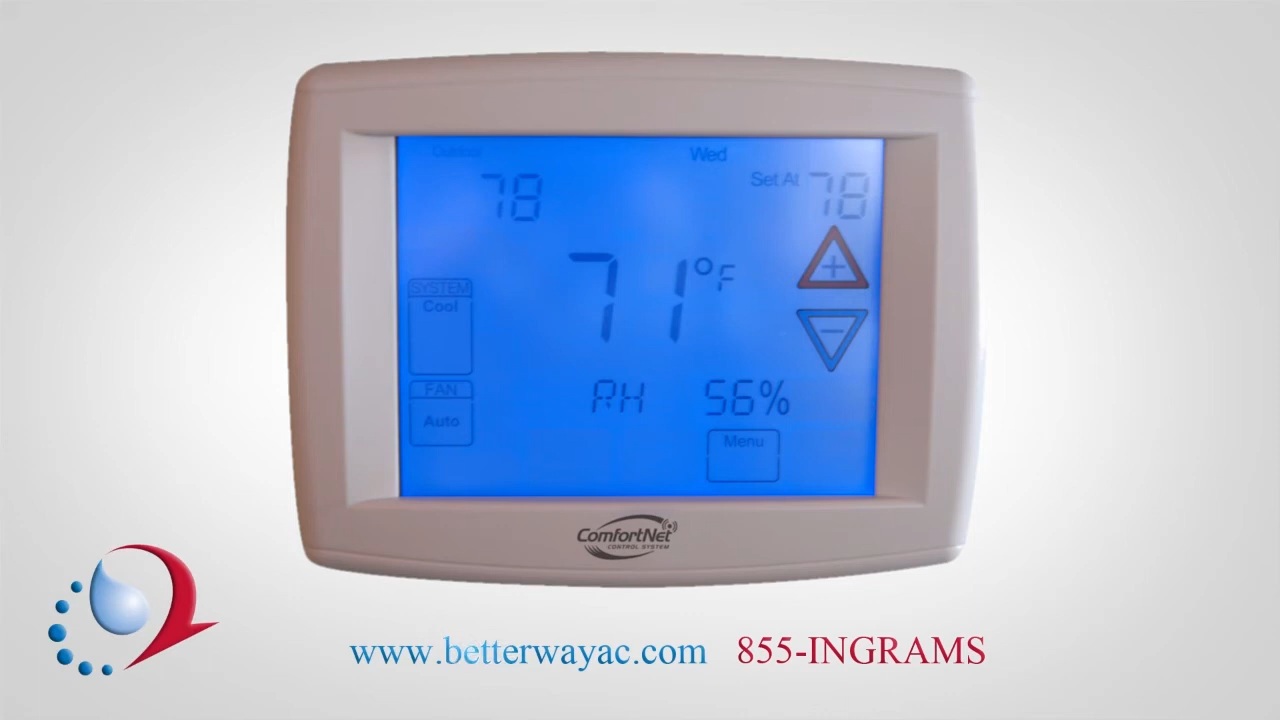 Outdoor
Wed
78
Set At 78
71°F
SYSTEM
Cool
FAN
Auto
RH 56%
Menu
ComfortNet
CONTROL SYSTEM
www.betterwayac.com 855-INGRAMS